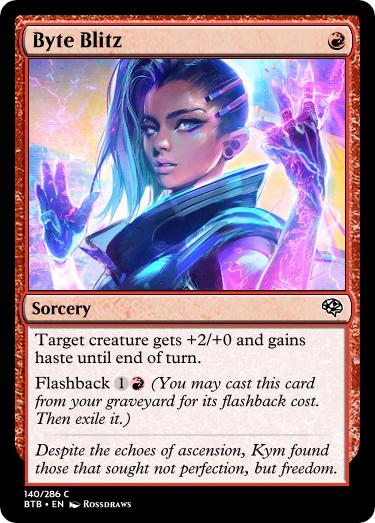 Byte Blitz
Sorcery
Target creature gets +2/+0 and gains
haste until end of turn.
Flashback 1 (You may cast this card
from your graveyard for its flashback cost.
Then exile it.)
Despite the echoes of ascension, Kym found
those that sought not perfection, but freedom.
140/286 C
BTB • EN Rossdraws